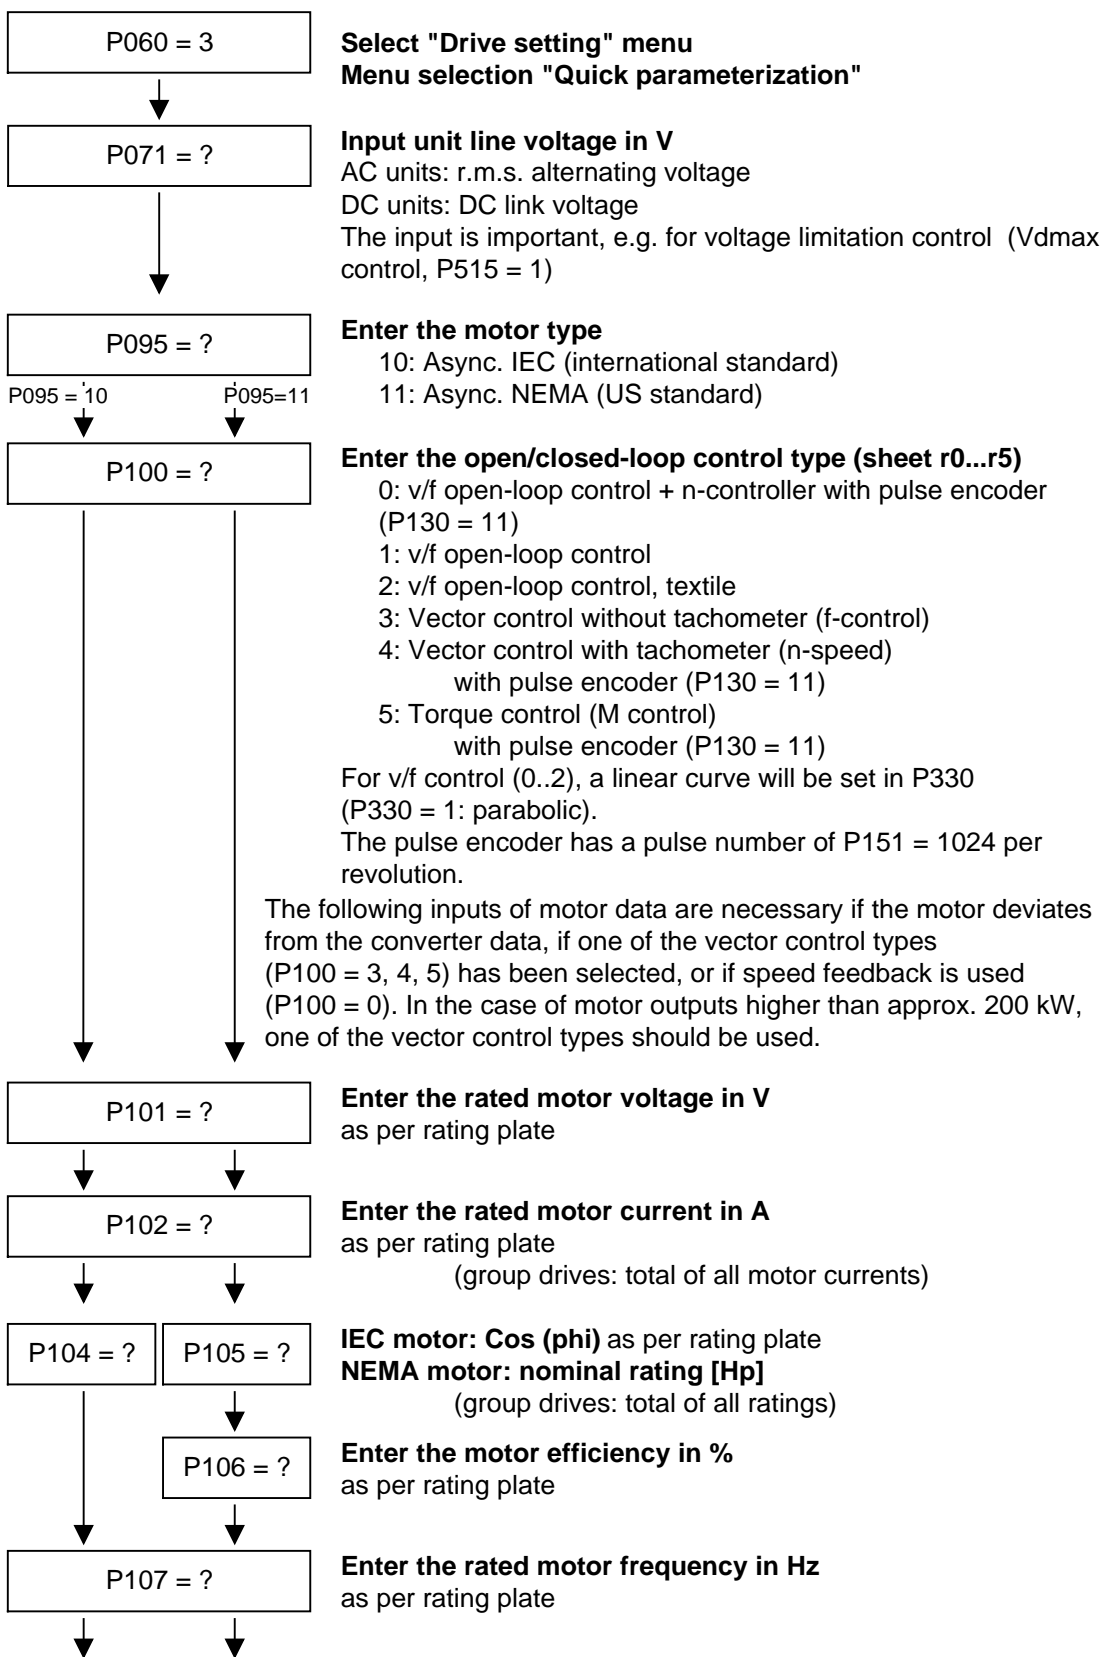 P060 = 3
Select "Drive setting" menu
Menu selection "Quick parameterization"
P071 = ?
Input unit line voltage in V
AC units: r.m.s. alternating voltage
DC units: DC link voltage
The input is important, e.g. for voltage limitation control (Vdmax
control, P515 = 1)
P095 = ?
Enter the motor type
10: Async. IEC (international standard)
11: Async. NEMA (US standard)
P095 = 10 P095=11
P100 = ?
Enter the open/closed-loop control type (sheet r0...r5)
0: v/f open-loop control + n-controller with pulse encoder
(P130 = 11)
1: v/f open-loop control
2: v/f open-loop control, textile
3: Vector control without tachometer (f-control)
4: Vector control with tachometer (n-speed)
with pulse encoder (P130 = 11)
5: Torque control (M control)
with pulse encoder (P130 = 11)
For v/f control (0..2), a linear curve will be set in P330
(P330 = 1: parabolic).
The pulse encoder has a pulse number of P151 = 1024 per
revolution.
The following inputs of motor data are necessary if the motor deviates
from the converter data, if one of the vector control types
(P100 = 3, 4, 5) has been selected, or if speed feedback is used
(P100 = 0). In the case of motor outputs higher than approx. 200 kW,
one of the vector control types should be used.
P101 = ?
Enter the rated motor voltage in V
as per rating plate
P102 = ?
Enter the rated motor current in A
as per rating plate
(group drives: total of all motor currents)
P104 = ? P105 = ?
IEC motor: Cos (phi) as per rating plate
NEMA motor: nominal rating [Hp]
(group drives: total of all ratings)
P106 = ?
Enter the motor efficiency in %
as per rating plate
P107 = ?
Enter the rated motor frequency in Hz
as per rating plate